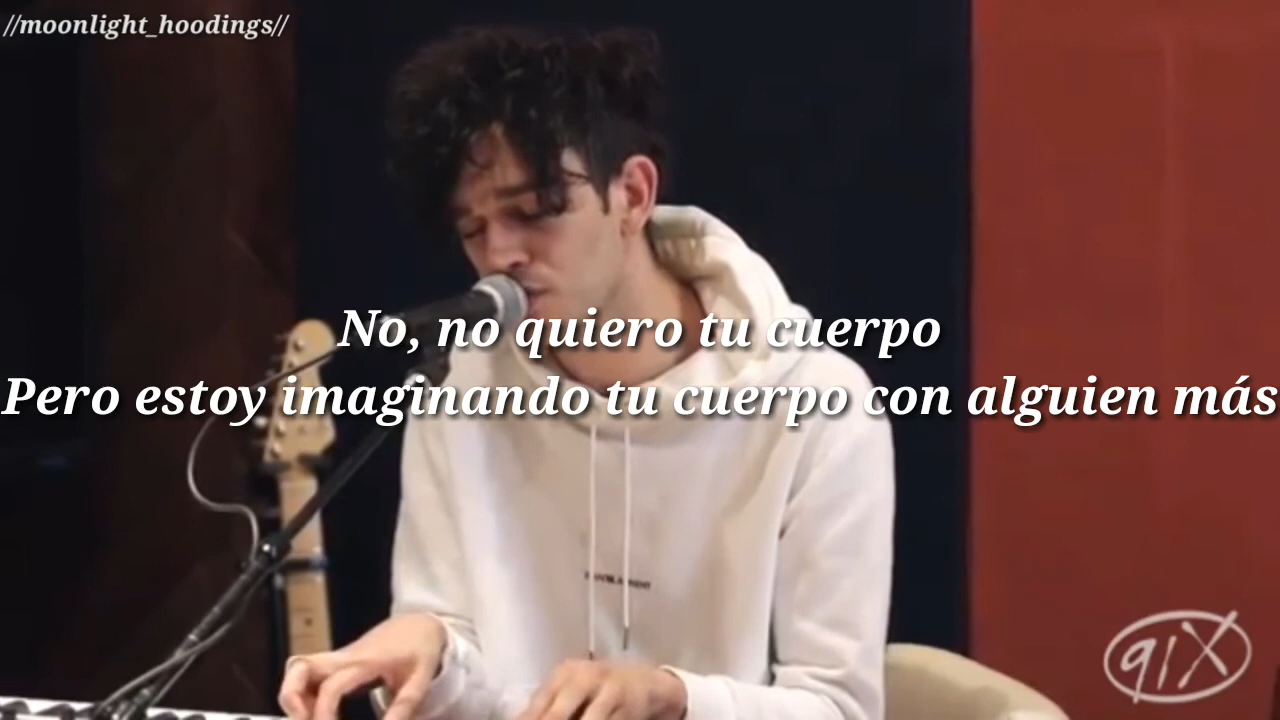 //moonlight_hoodings//
No, no quiero tu cuerpo
Pero estoy imaginando tu cuerpo con alguien más
91X